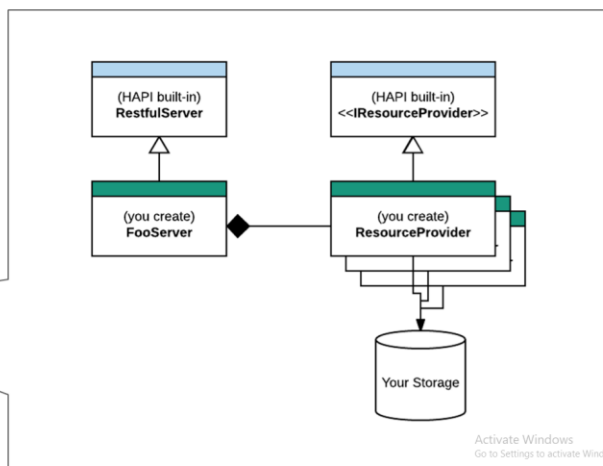 (HAPI built-in)
RestfulServer
(HAPI built-in)
<<IResourceProvider>>
(you create)
FooServer
(you create)
ResourceProvider
Your Storage
Activate Windows
Go to Settings to activate Wind